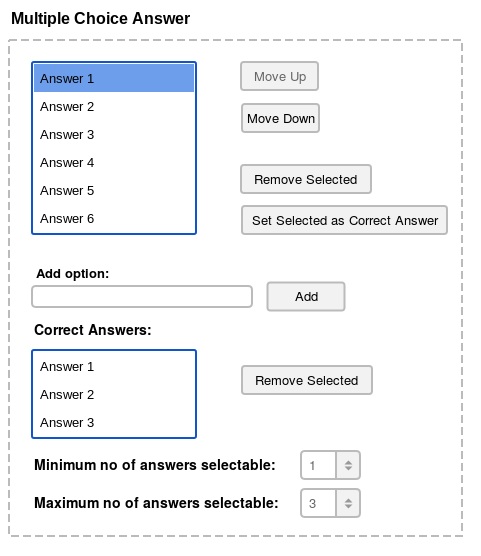 Multiple Choice Answer
Answer 1
Answer 2
Answer 3
Answer 4
Answer 5
Answer 6
Move Up
Move Down
Remove Selected
Set Selected as Correct Answer
Add option:
Add
Correct Answers:
Answer 1
Answer 2
Answer 3
Remove Selected
Minimum no of answers selectable: 1
Maximum no of answers selectable: 3